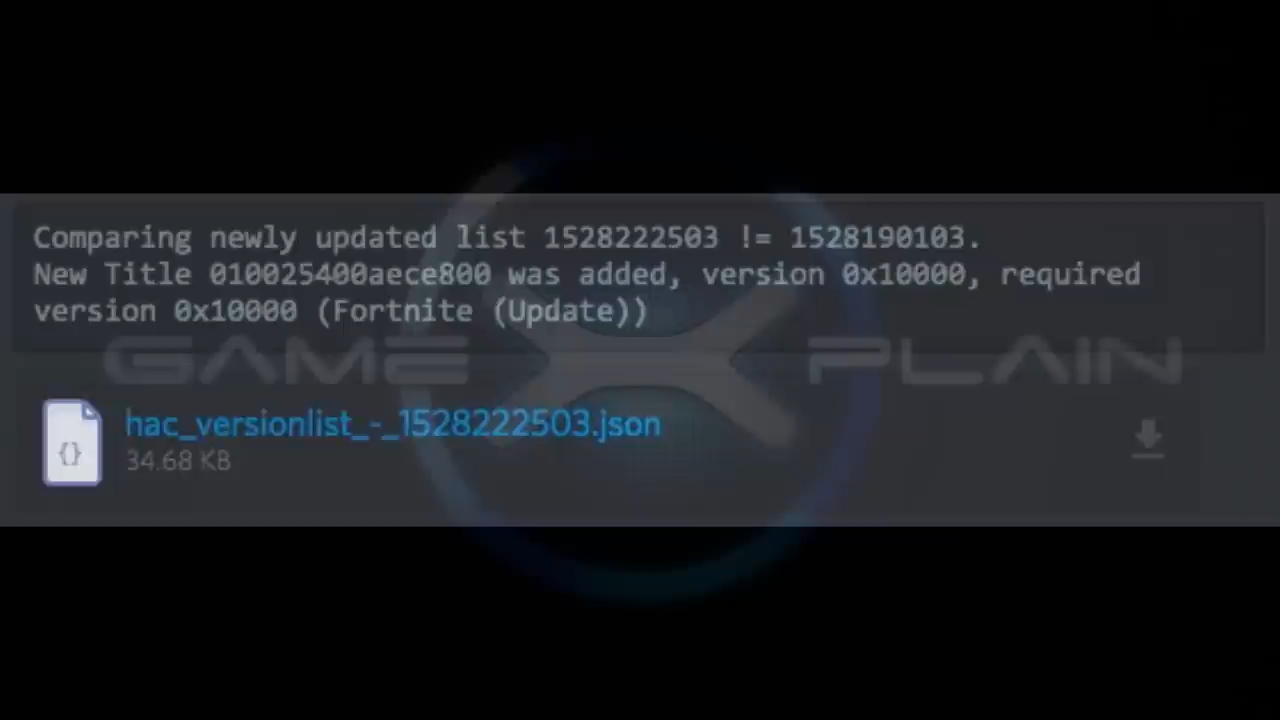 Comparing newly updated list 1528222503 != 1528190103.
New Title 010025400aece800 was added, version 0x10000, required
version 0x10000 (Fortnite (Update))
GAME PLAIN
hac_versionlist_-_1528222503.json
34.68 KB